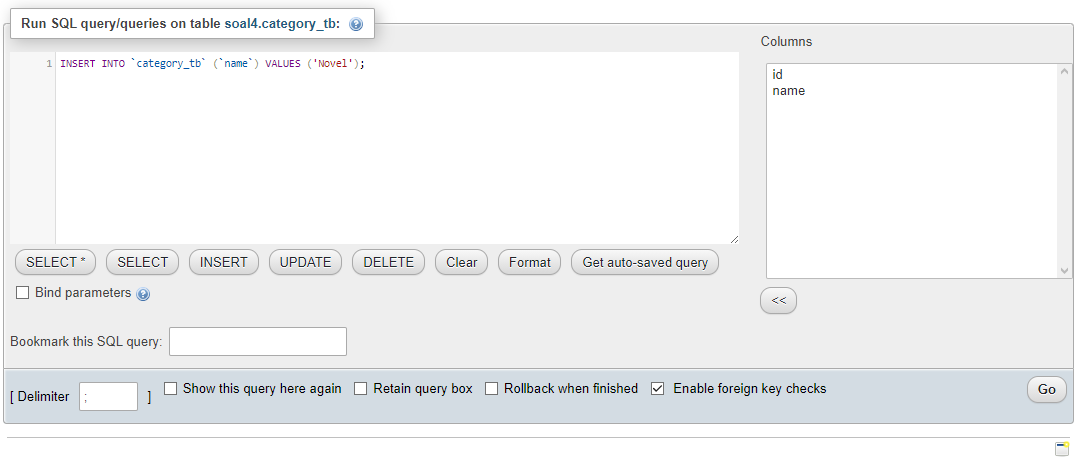 Run SQL query/queries on table soal4.category_tb:
Columns
1 INSERT INTO `category_tb` (`name`) VALUES ('Novel');
id
name
SELECT * SELECT INSERT UPDATE DELETE Clear Format Get auto-saved query
Bind parameters
<<
Bookmark this SQL query:
[ Delimiter ; ] Show this query here again Retain query box Rollback when finished Enable foreign key checks Go